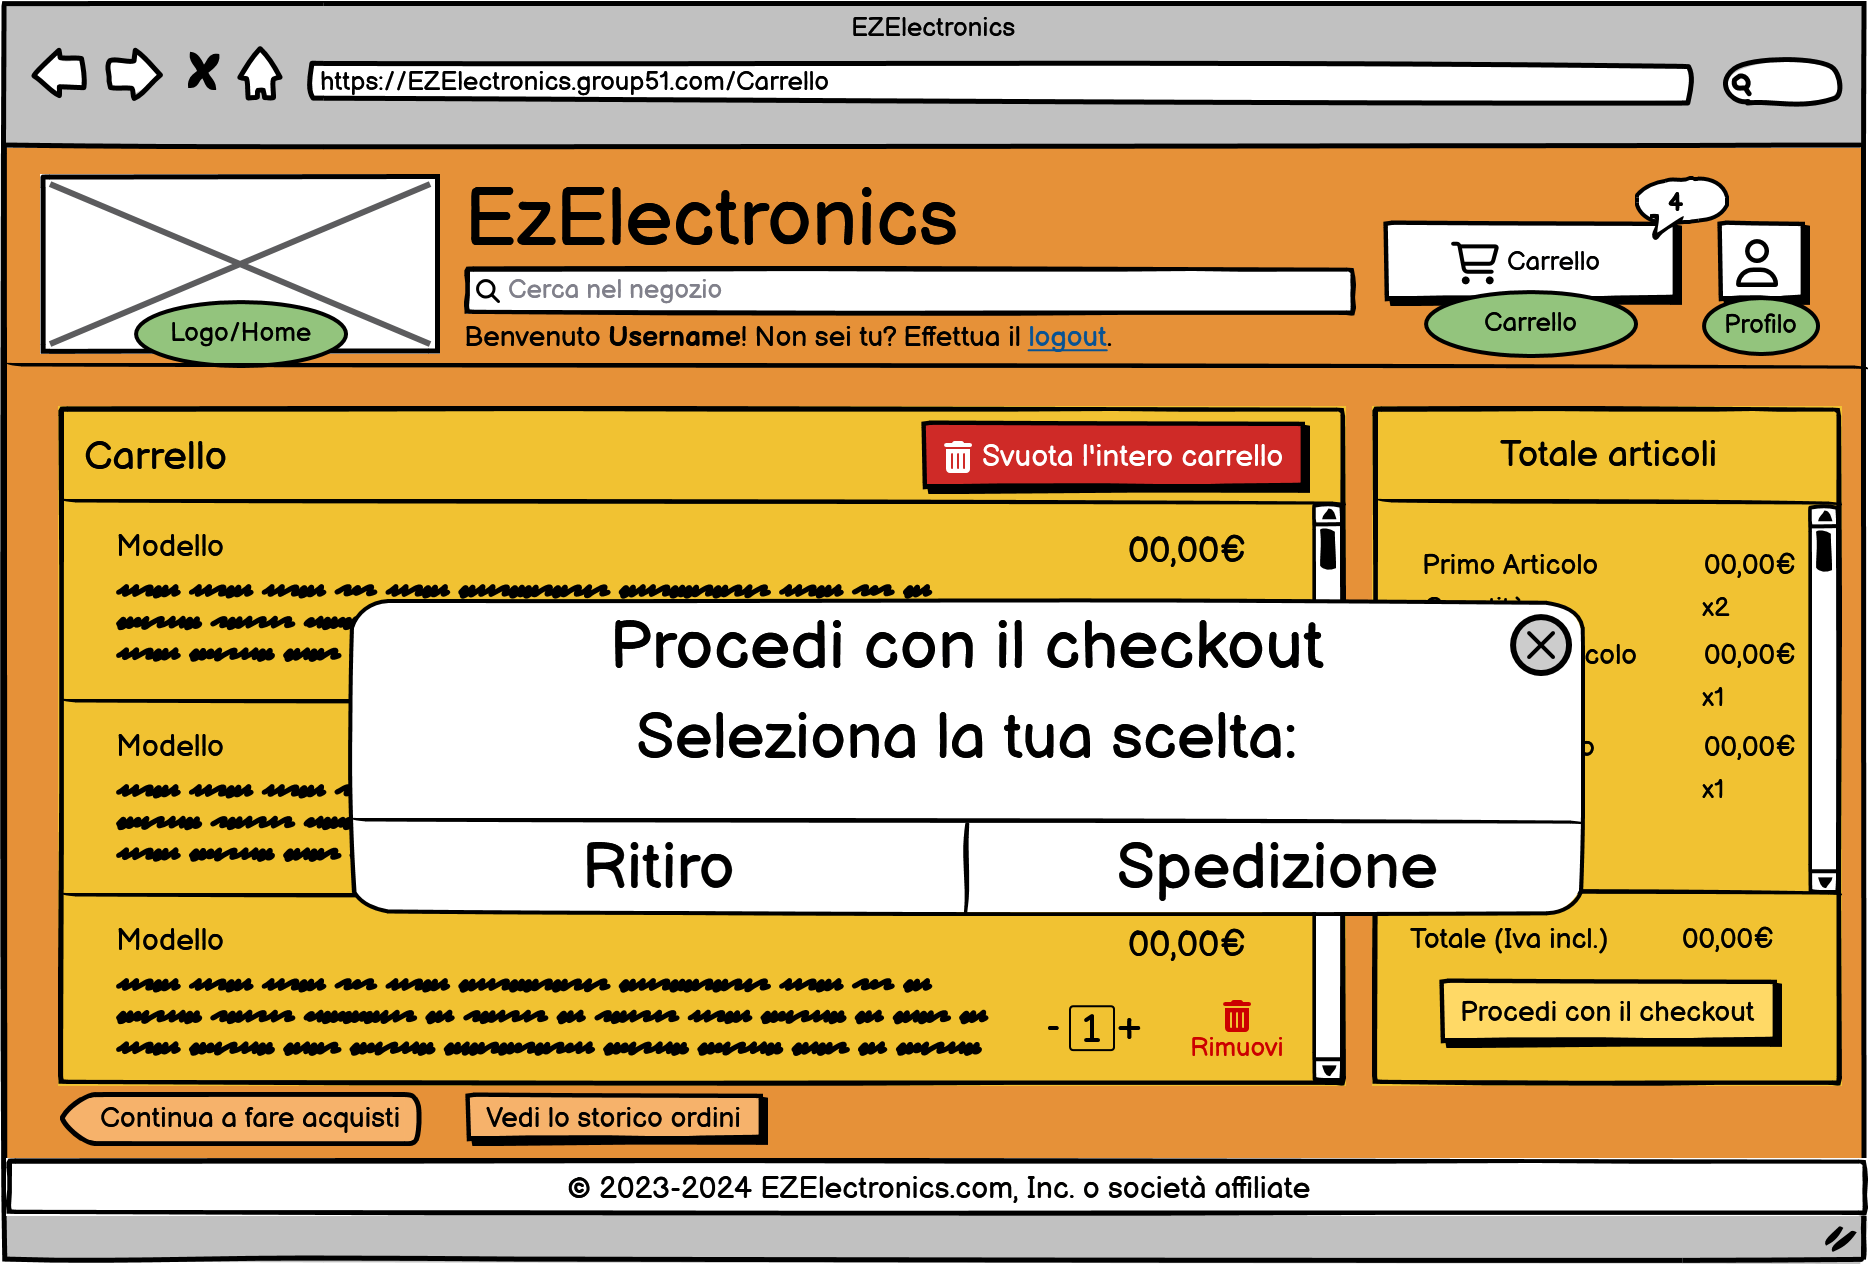 EZElectronics
https://EZElectronics.group51.com/Carrello
EzElectronics
4
Carrello
Cerca nel negozio
Logo/Home
Carrello
Profilo
Benvenuto Username! Non sei tu? Effettua il logout.
Carrello
Svuota l'intero carrello
Totale articoli
Modello
00,00€
Primo Articolo
00,00€
x2
colo
00,00€
x1
Procedi con il checkout
Seleziona la tua scelta:
Ritiro
Spedizione
Modello
o
00,00€
x1
Modello
00,00€
- 1 +
Rimuovi
Totale (Iva incl.)
00,00€
Procedi con il checkout
Continua a fare acquisti
Vedi lo storico ordini
© 2023-2024 EZElectronics.com, Inc. o società affiliate